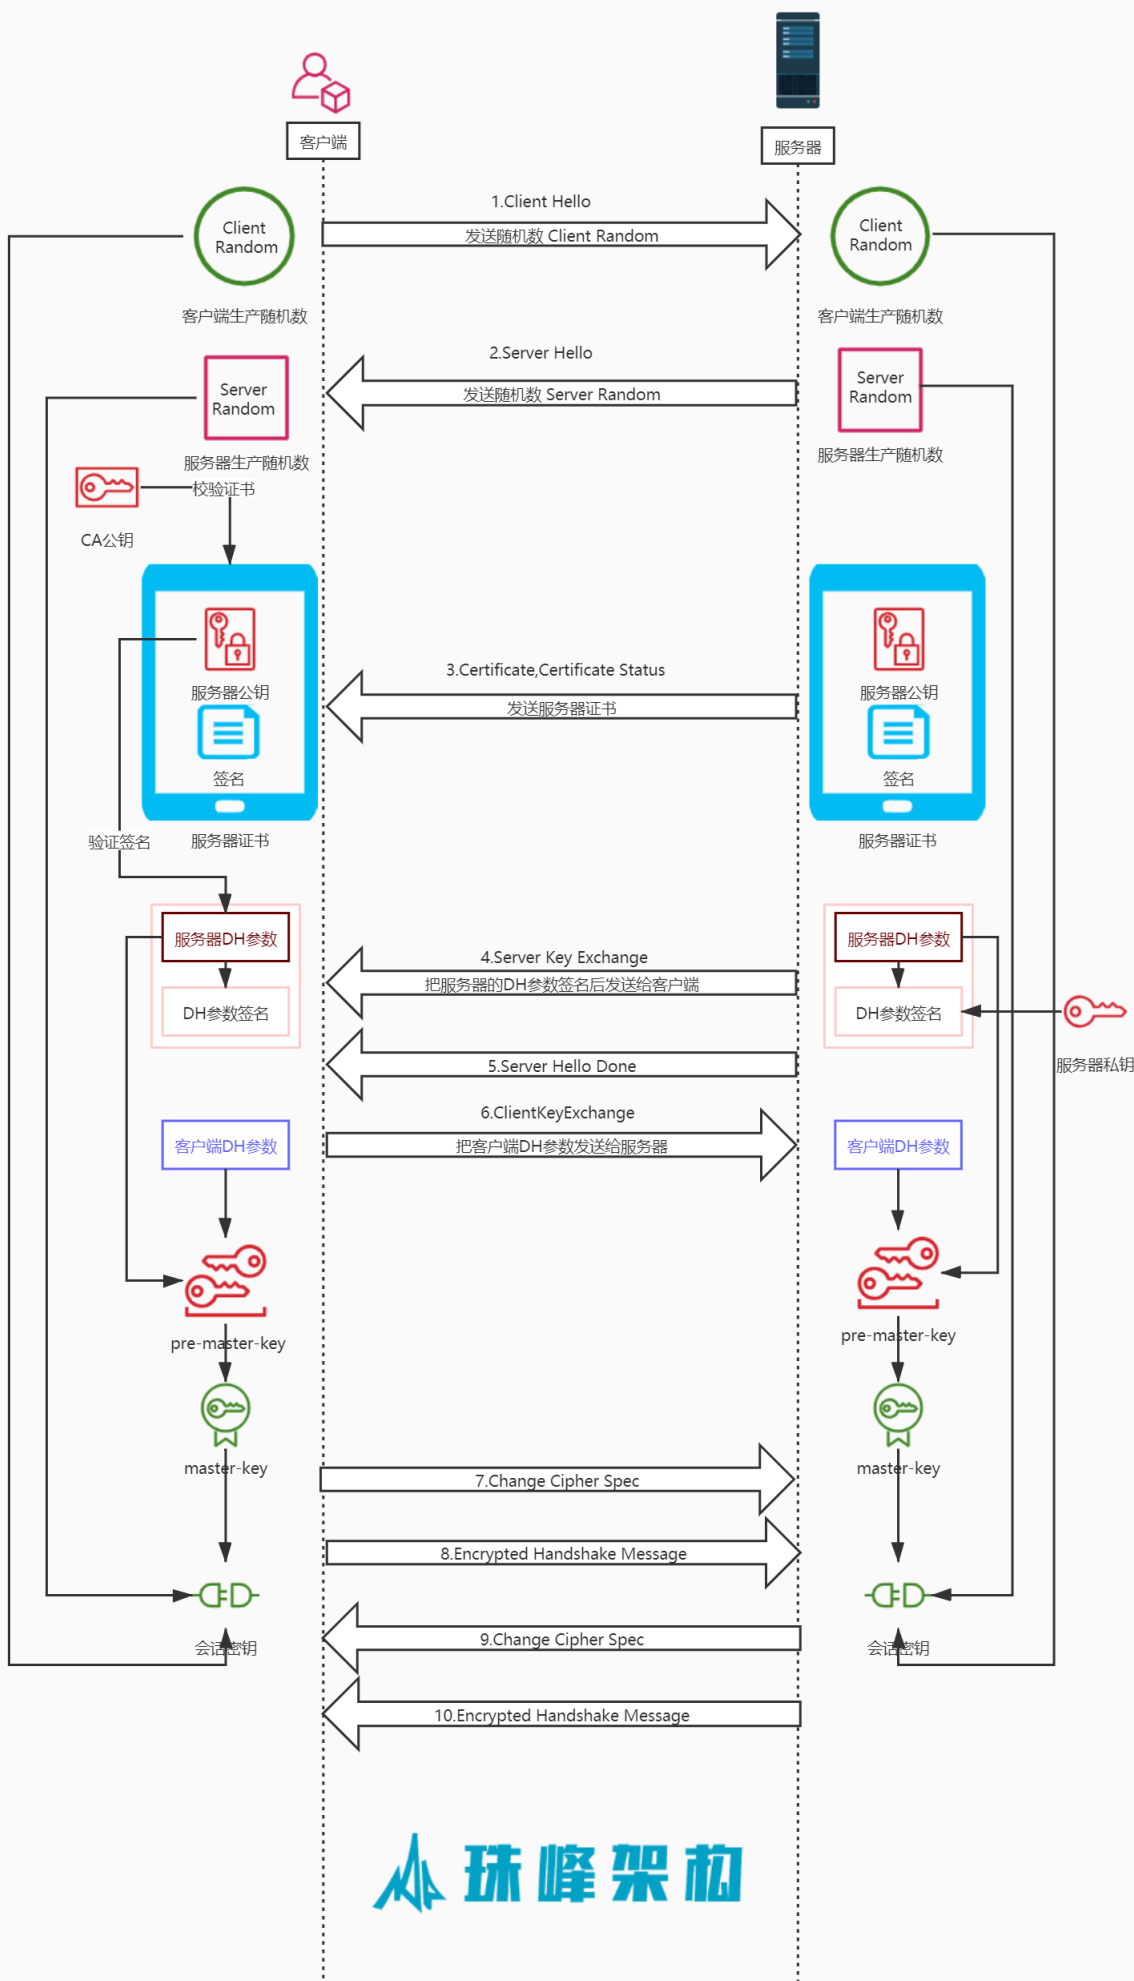 客户端
服务器
1.Client Hello
发送随机数 Client Random
Client
Random
客户端生产随机数
Client
Random
客户端生产随机数
2.Server Hello
发送随机数 Server Random
Server
Random
服务器生产随机数
Server
Random
服务器生产随机数
校验证书
CA公钥
服务器公钥
签名
服务器证书
3.Certificate,Certificate Status
发送服务器证书
服务器公钥
签名
服务器证书
验证签名
服务器DH参数
DH参数签名
4.Server Key Exchange
把服务器的DH参数签名后发送给客户端
服务器DH参数
DH参数签名
服务器私钥
5.Server Hello Done
6.ClientKeyExchange
把客户端DH参数发送给服务器
客户端DH参数
客户端DH参数
pre-master-key
pre-master-key
master-key
master-key
7.Change Cipher Spec
8.Encrypted Handshake Message
会话密钥
会话密钥
9.Change Cipher Spec
10.Encrypted Handshake Message
珠峰架构